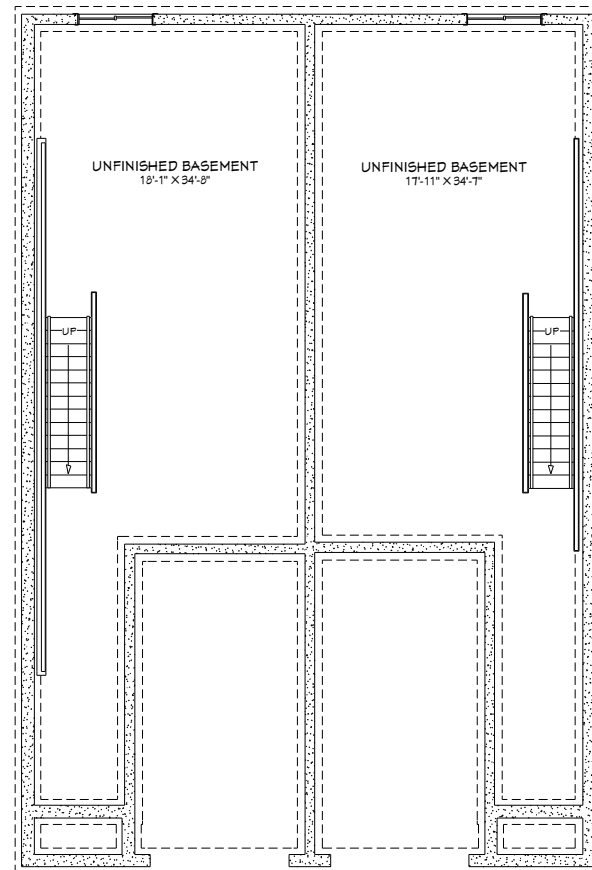 UNFINISHED BASEMENT
18'-1" X 34'-8"
UNFINISHED BASEMENT
17'-11" X 34'-7"
UP
UP